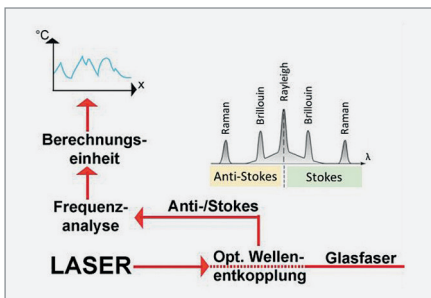 °C
x
Raman
Brillouin
Rayleigh
Brillouin
Raman
λ
Anti-Stokes
Stokes
Berechnungs-
einheit
Frequenz-
analyse
Anti-/Stokes
LASER
Opt. Wellen-
entkopplung
Glasfaser